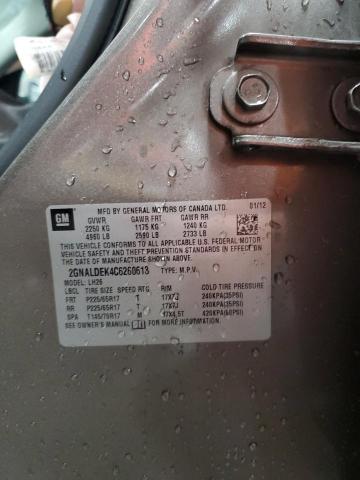 GM
MFD BY GENERAL MOTORS OF CANADA LTD. 01/12
GVWR GAWR FRT GAWR RR
2250 KG 1175 KG 1240 KG
4960 LB 2590 LB 2733 LB
THIS VEHICLE CONFORMS TO ALL APPLICABLE U.S. FEDERAL MOTOR
VEHICLE SAFETY AND THEFT PREVENTION STANDARDS IN EFFECT
ON THE DATE OF MANUFACTURE SHOWN ABOVE.
2GNALDEK4C6260613 TYPE: M.P.V.
MODEL: LH26
LBCL TIRE SIZE SPEED RTG RIM COLD TIRE PRESSURE
FRT P225/65R17 T 17X7J 240KPA(35PSI)
RR P225/65R17 T 17X7J 240KPA(35PSI)
SPA T145/70R17 M 17X4.5T 420KPA(60PSI)
SEE OWNER'S MANUAL FOR ADDITIONAL INFORMATION.